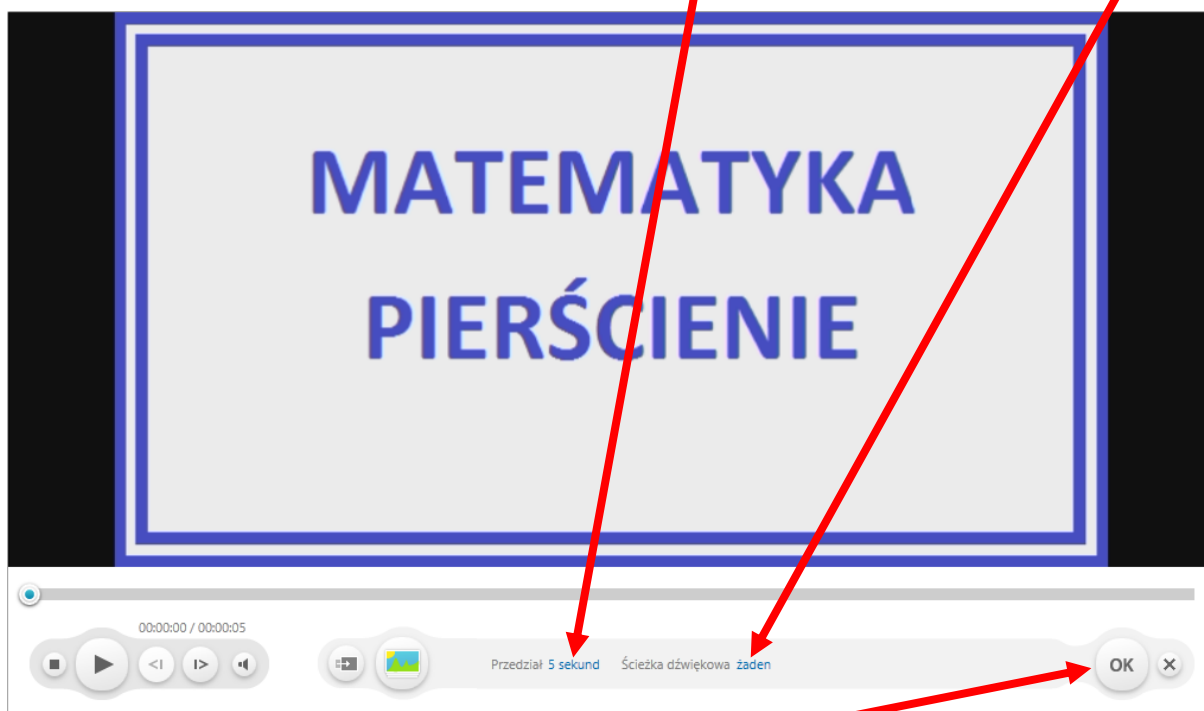 MATEMATYKA
PIERŚCIENIE
00:00:00 / 00:00:05
Przedział 5 sekund Ścieżka dźwiękowa żaden
OK